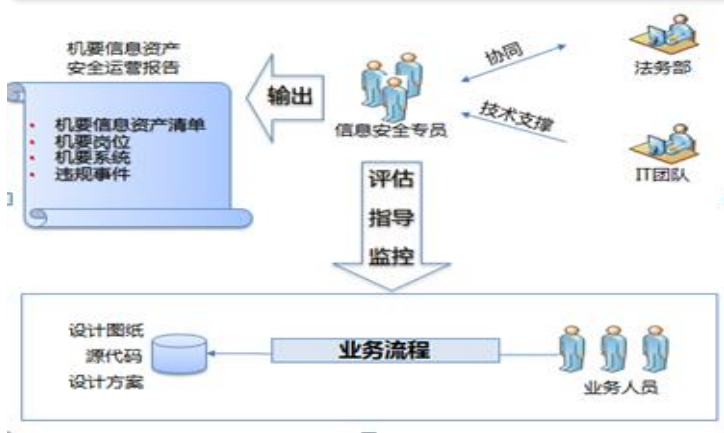 机要信息资产
安全运营报告
机要信息资产清单
机要岗位
机要系统
违规事件
输出
信息安全专员
协同
法务部
技术支撑
IT团队
评估
指导
监控
设计图纸
源代码
设计方案
业务流程
业务人员